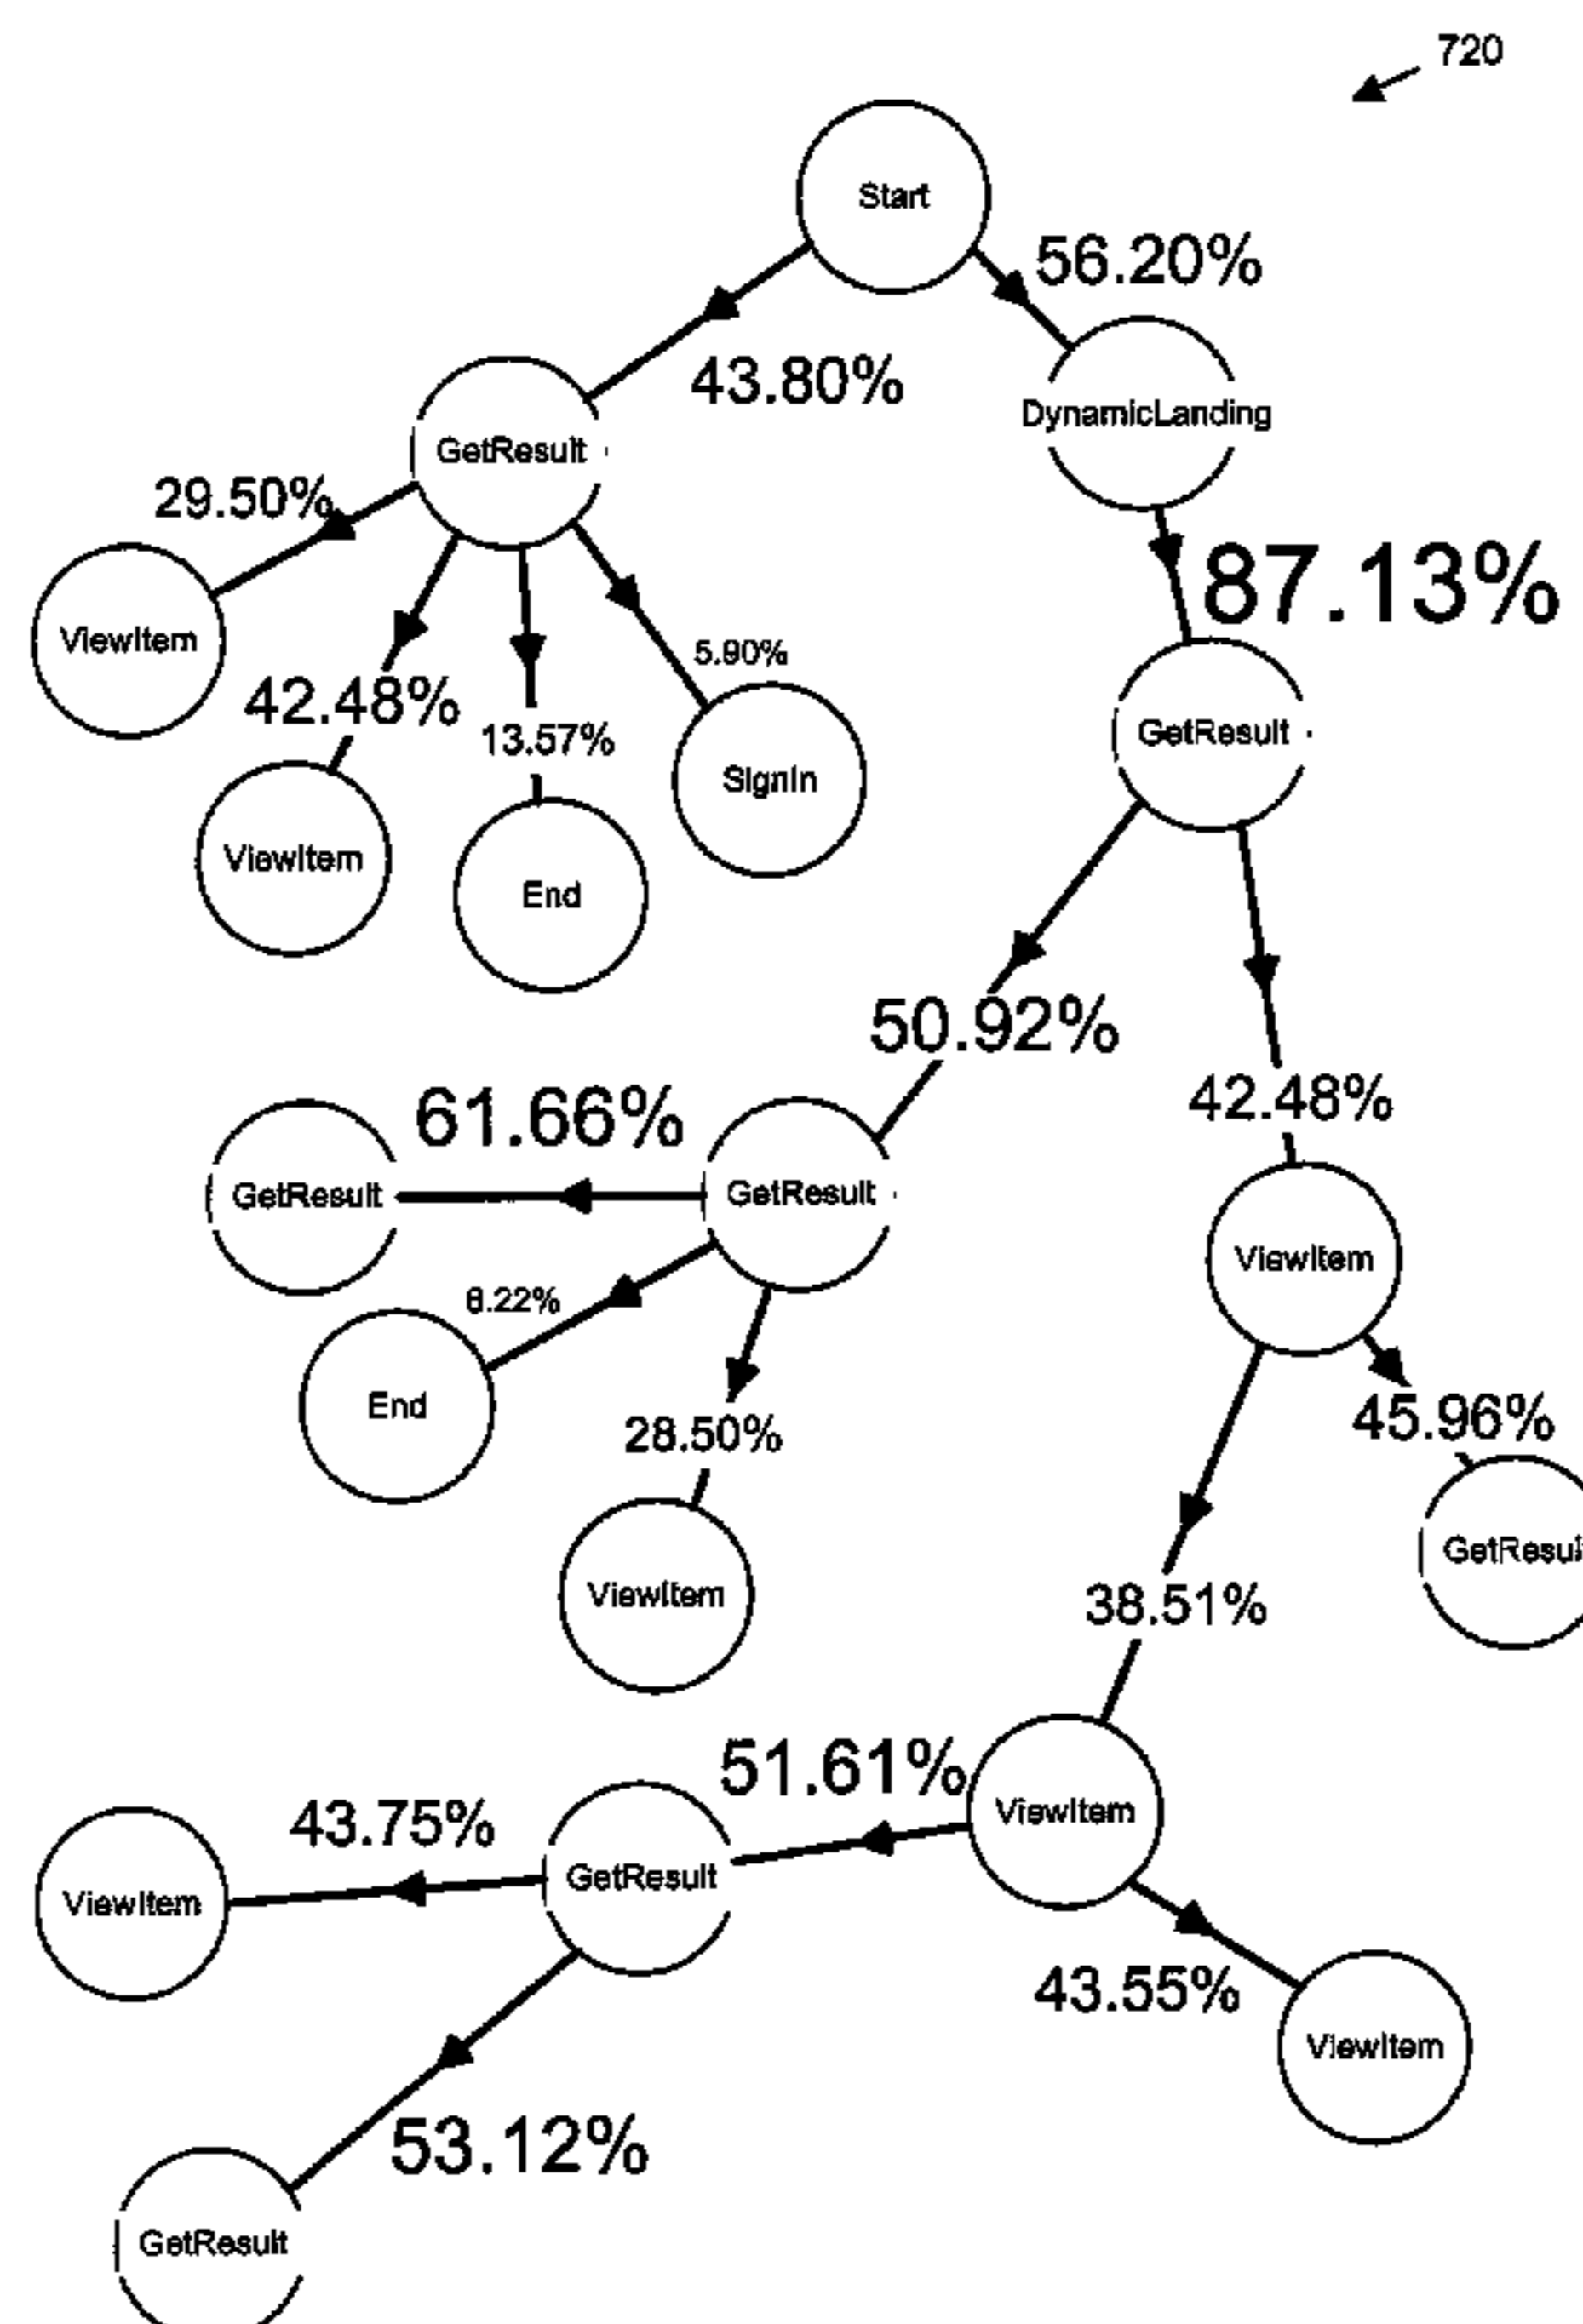 720
Start
56.20%
43.80%
DynamicLanding
GetResult
29.50%
87.13%
ViewItem
5.90%
42.48%
13.57%
GetResult
SignIn
ViewItem
End
50.92%
42.48%
61.66%
GetResult
GetResult
ViewItem
End
45.96%
28.50%
GetResul
ViewItem
38.51%
51.61%
ViewItem
43.75%
GetResult
ViewItem
43.55%
ViewItem
53.12%
GetResult